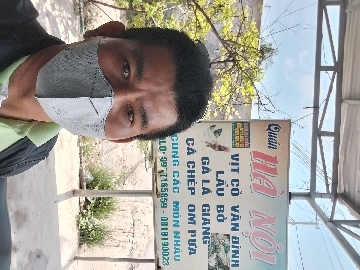 Quán
HÀ NỘI
VỊT CỎ VÂN ĐÌNH
LẨU BÒ
GÀ LÁ GIANG
CÁ CHÉP OM DƯA
CÙNG CÁC MÓN NHẬU
0819190023